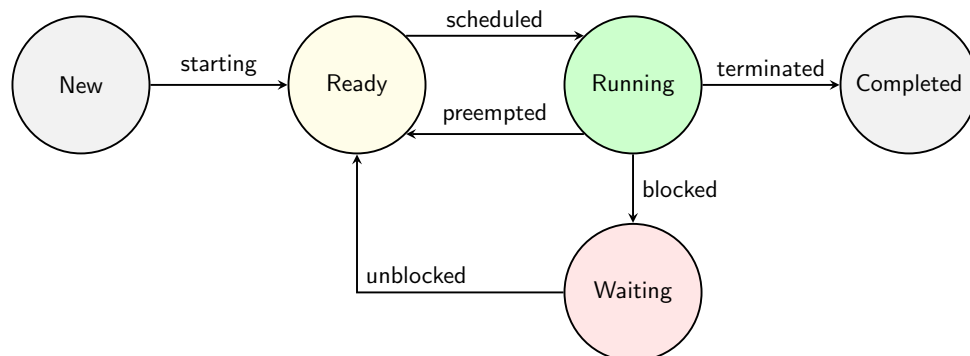 scheduled
starting
terminated
New
Ready
Running
Completed
preempted
blocked
unblocked
Waiting